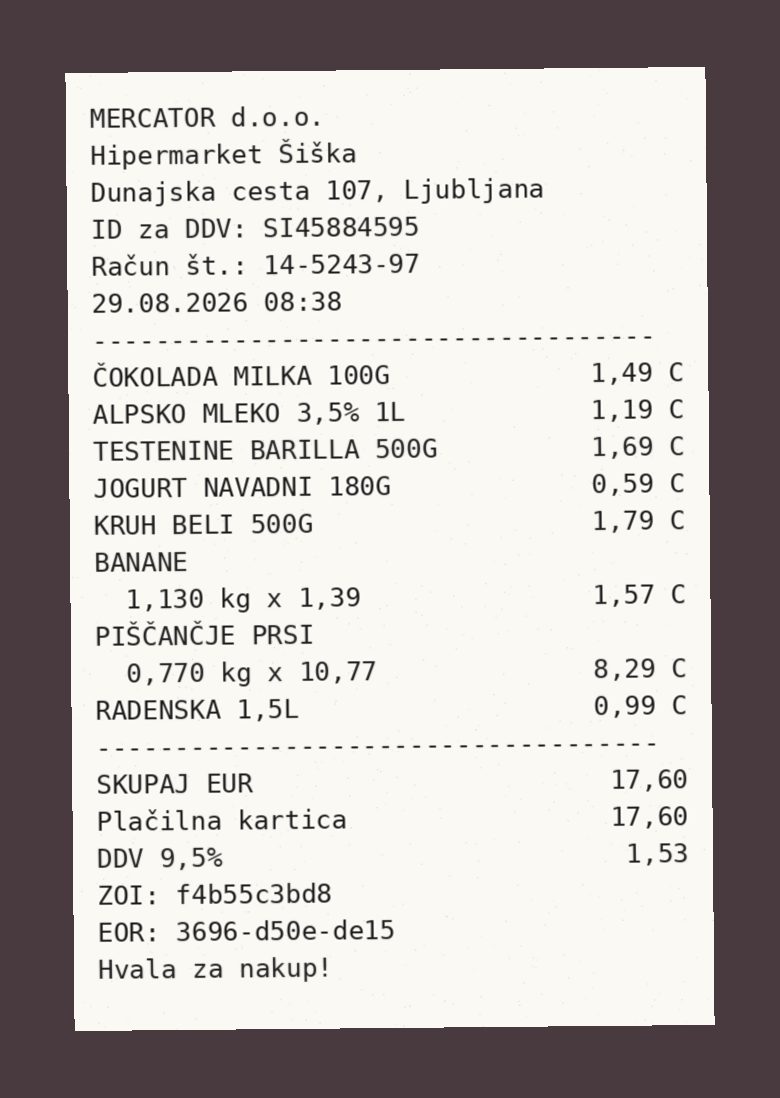 MERCATOR d.o.o.
Hipermarket Šiška
Dunajska cesta 107, Ljubljana
ID za DDV: SI45884595
Račun št.: 14-5243-97
29.08.2026 08:38
------------------------------------
ČOKOLADA MILKA 100G 1,49 C
ALPSKO MLEKO 3,5% 1L 1,19 C
TESTENINE BARILLA 500G 1,69 C
JOGURT NAVADNI 180G 0,59 C
KRUH BELI 500G 1,79 C
BANANE
1,130 kg x 1,39 1,57 C
PIŠČANČJE PRSI
0,770 kg x 10,77 8,29 C
RADENSKA 1,5L 0,99 C
------------------------------------
SKUPAJ EUR 17,60
Plačilna kartica 17,60
DDV 9,5% 1,53
ZOI: f4b55c3bd8
EOR: 3696-d50e-de15
Hvala za nakup!